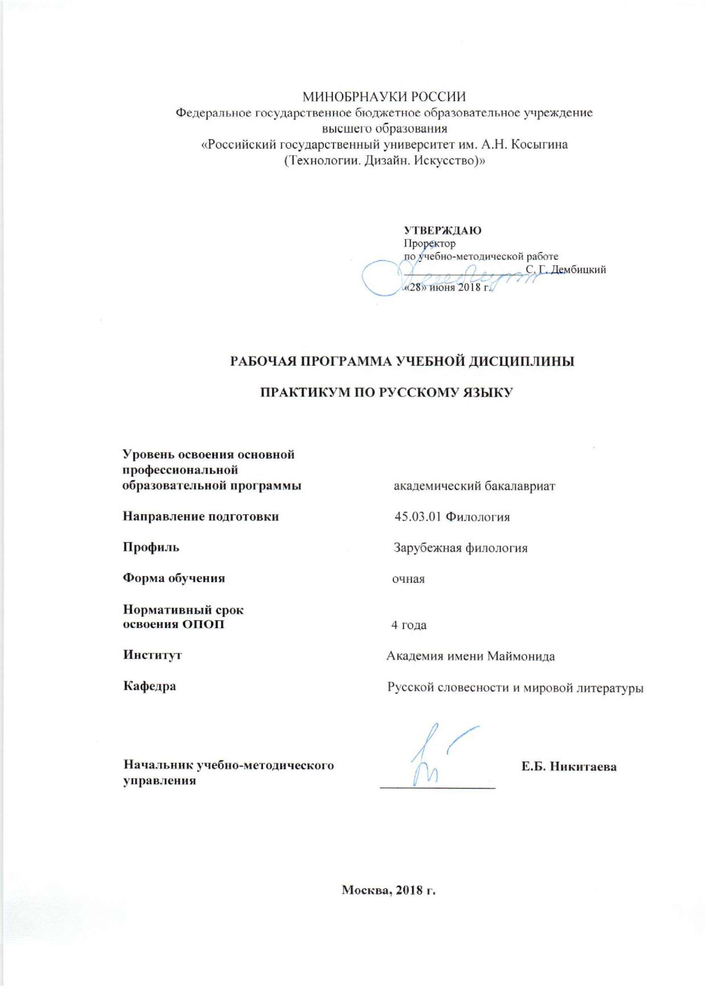 МИНОБРНАУКИ РОССИИ
Федеральное государственное бюджетное образовательное учреждение
высшего образования
«Российский государственный университет им. А.Н. Косыгина
(Технологии. Дизайн. Искусство)»
УТВЕРЖДАЮ
Проректор
по учебно-методической работе
С. Г. Дембицкий
«28» июня 2018 г.
РАБОЧАЯ ПРОГРАММА УЧЕБНОЙ ДИСЦИПЛИНЫ
ПРАКТИКУМ ПО РУССКОМУ ЯЗЫКУ
Уровень освоения основной
профессиональной
образовательной программы академический бакалавриат
Направление подготовки 45.03.01 Филология
Профиль Зарубежная филология
Форма обучения очная
Нормативный срок
освоения ОПОП 4 года
Институт Академия имени Маймонида
Кафедра Русской словесности и мировой литературы
Начальник учебно-методического Е.Б. Никитаева
управления
Москва, 2018 г.